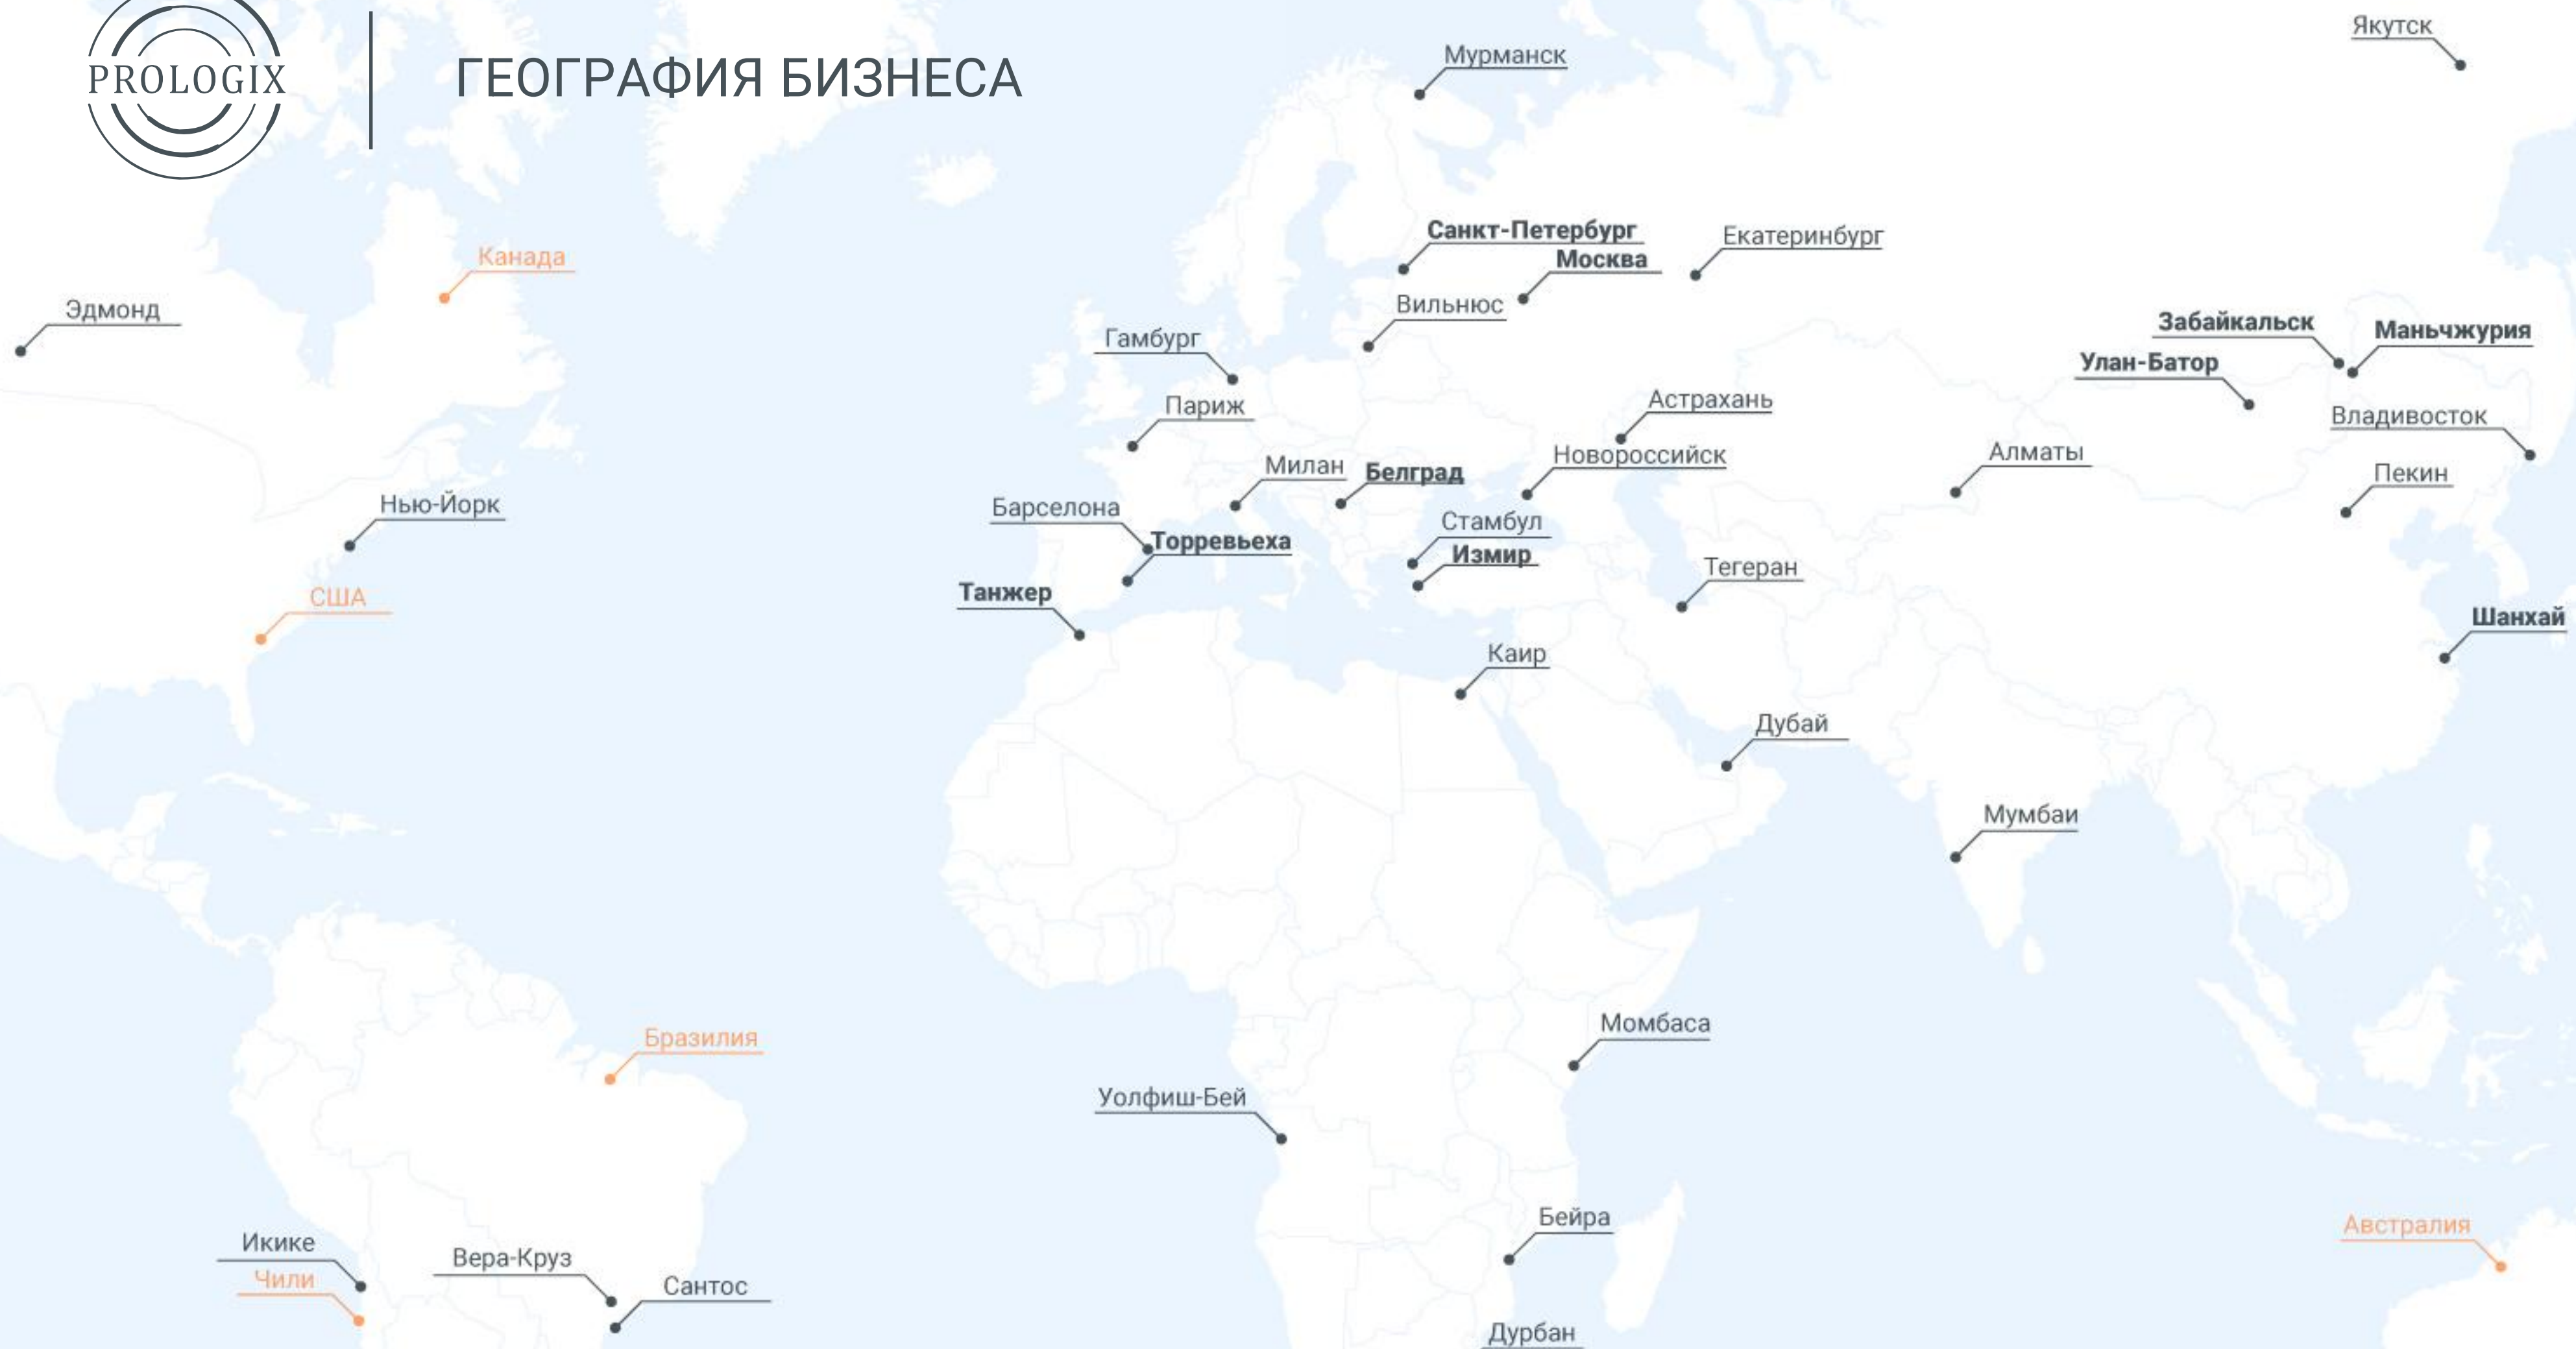 PROLOGIX
ГЕОГРАФИЯ БИЗНЕСА
Якутск
Мурманск
Санкт-Петербург
Екатеринбург
Москва
Канада
Эдмонд
Вильнюс
Гамбург
Забайкальск
Маньчжурия
Улан-Батор
Париж
Астрахань
Владивосток
Новороссийск
Алматы
Милан
Белград
Пекин
Нью-Йорк
Барселона
Стамбул
Торревьеха
Измир
Тегеран
Танжер
США
Шанхай
Каир
Дубай
Мумбаи
Момбаса
Бразилия
Уолфиш-Бей
Бейра
Австралия
Икике
Вера-Круз
Чили
Сантос
Дурбан